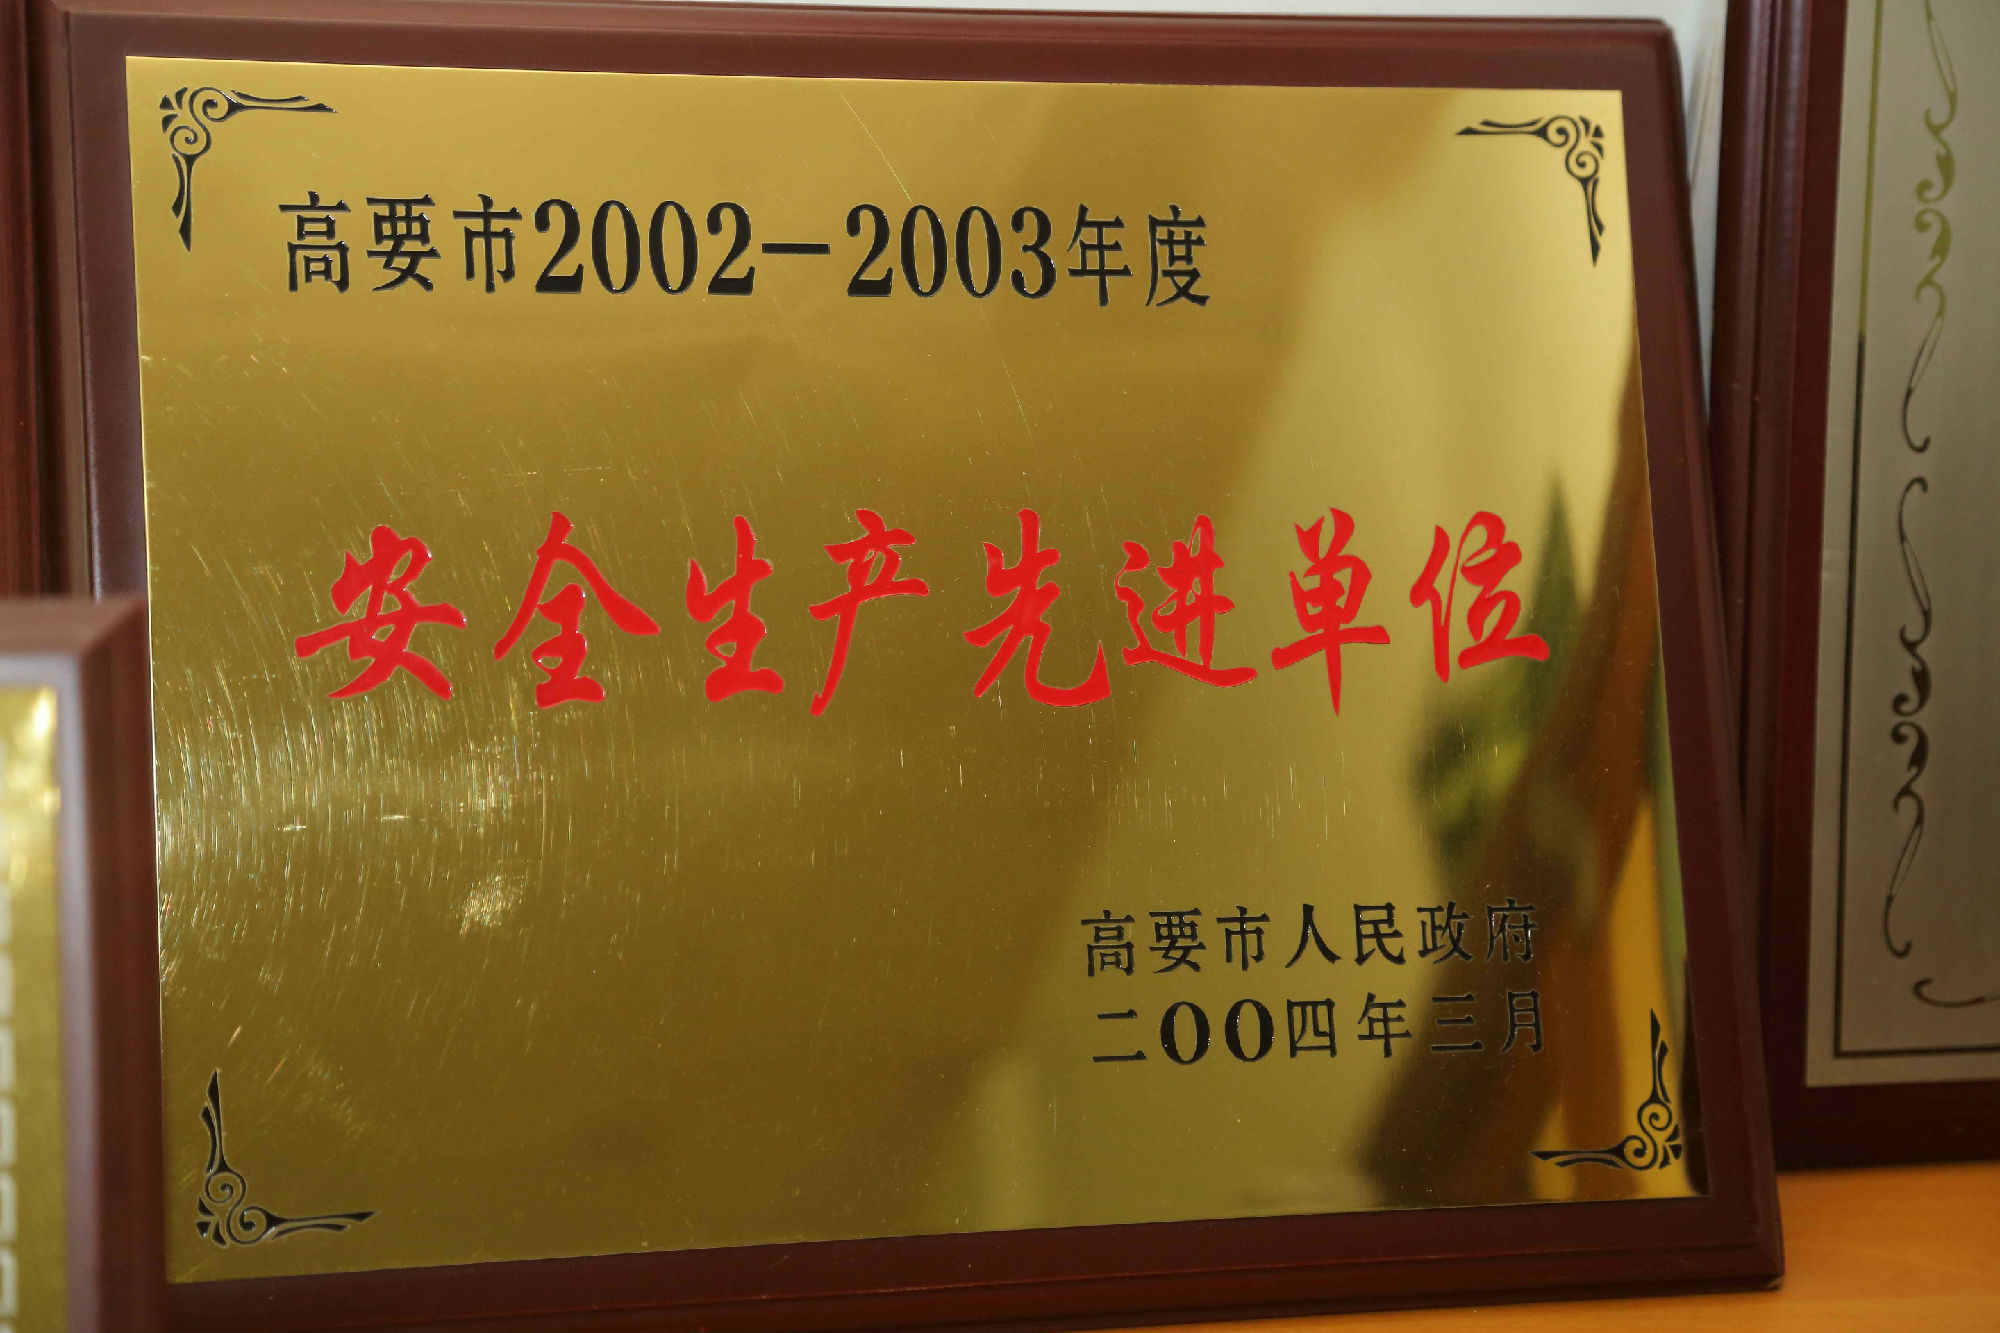 高要市2002-2003年度
安全生产先进单位
高要市人民政府
二00四年三月